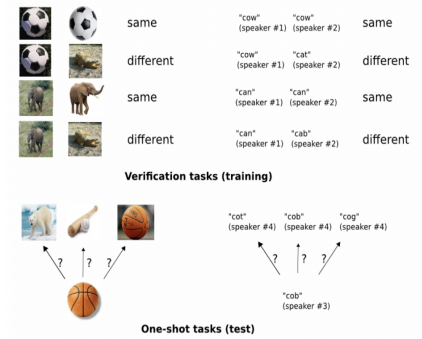 same "cow" "cow" same
(speaker #1) (speaker #2)
different "cow" "cat" different
(speaker #1) (speaker #2)
same "can" "can" same
(speaker #1) (speaker #2)
different "can" "cab" different
(speaker #1) (speaker #2)
Verification tasks (training)
"cot" "cob" "cog"
(speaker #4) (speaker #4) (speaker #4)
? ? ? ? ? ?
"cob"
(speaker #3)
One-shot tasks (test)